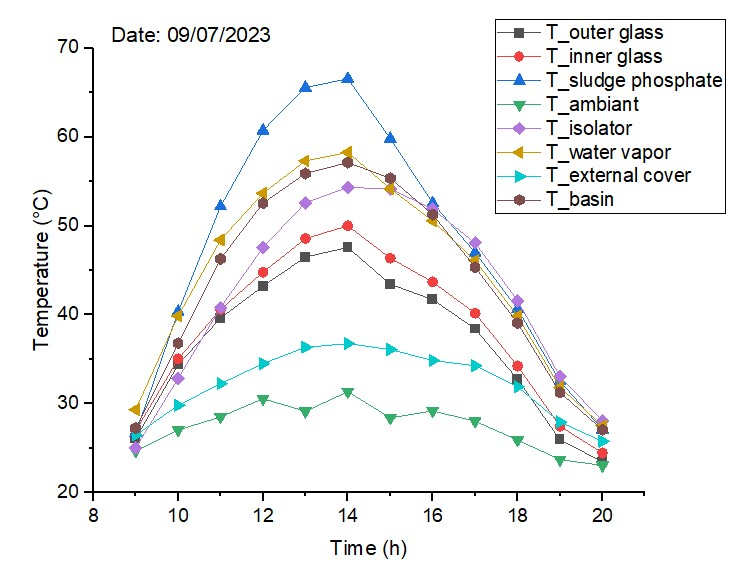 Date: 09/07/2023
T_outer glass
T_inner glass
T_sludge phosphate
T_ambiant
T_isolator
T_water vapor
T_external cover
T_basin
70
60
50
40
30
20
Temperature (°C)
8 10 12 14 16 18 20
Time (h)